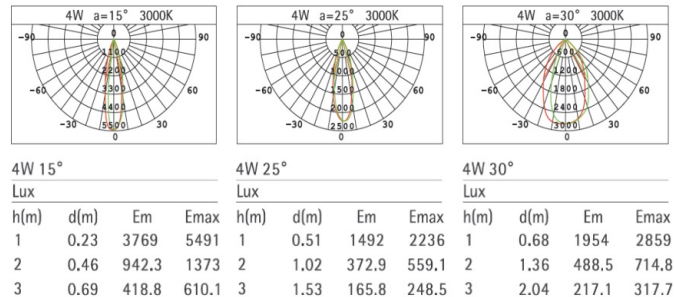 4W a=15° 3000K
-90 0 90
1100
2200
-60 3300 60
4400
-30 5500 30
0
4W a=25° 3000K
-90 0 90
500
1000
-60 1500 60
2000
-30 2500 30
0
4W a=30° 3000K
-90 0 90
600
1200
-60 1800 60
2400
-30 3000 30
0
4W 15°
Lux
h(m) d(m) Em Emax
1 0.23 3769 5491
2 0.46 942.3 1373
3 0.69 418.8 610.1
4W 25°
Lux
h(m) d(m) Em Emax
1 0.51 1492 2236
2 1.02 372.9 559.1
3 1.53 165.8 248.5
4W 30°
Lux
h(m) d(m) Em Emax
1 0.68 1954 2859
2 1.36 488.5 714.8
3 2.04 217.1 317.7